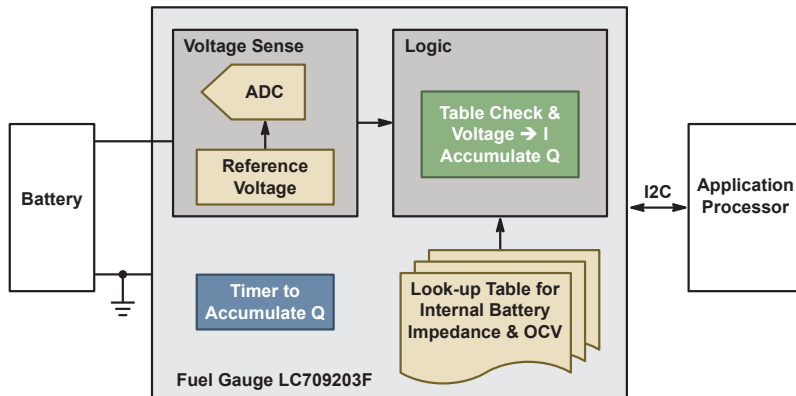 Voltage Sense
Logic
ADC
Table Check &
Voltage ➔ I
Accumulate Q
Reference
Voltage
Battery
I2C
Application
Processor
Timer to
Accumulate Q
Look-up Table for
Internal Battery
Impedance & OCV
Fuel Gauge LC709203F